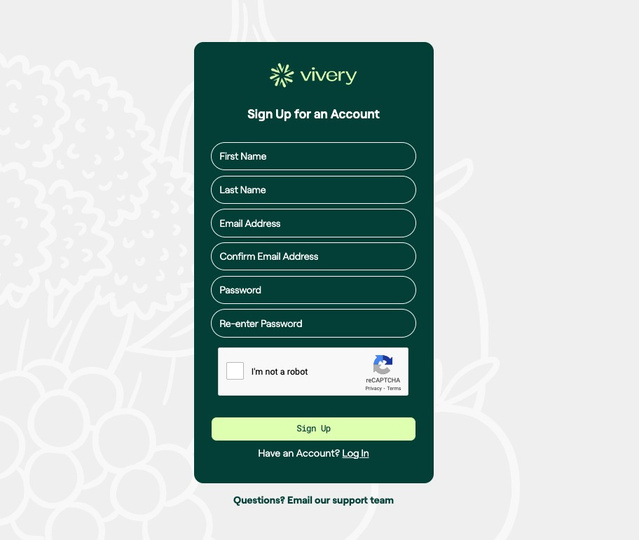 vivery
Sign Up for an Account
First Name
Last Name
Email Address
Confirm Email Address
Password
Re-enter Password
I'm not a robot
reCAPTCHA
Privacy - Terms
Sign Up
Have an Account? Log In
Questions? Email our support team